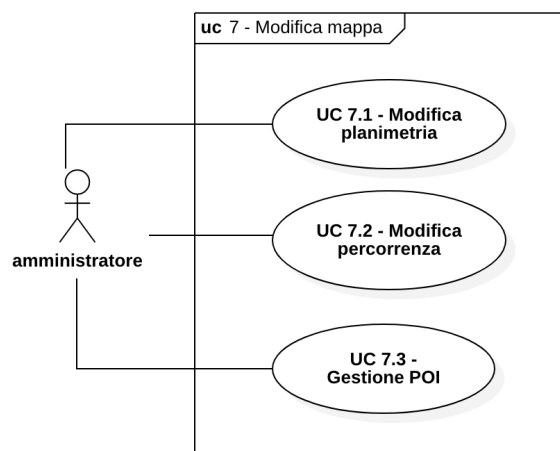 uc 7 - Modifica mappa
UC 7.1 - Modifica
planimetria
UC 7.2 - Modifica
percorrenza
amministratore
UC 7.3 -
Gestione POI